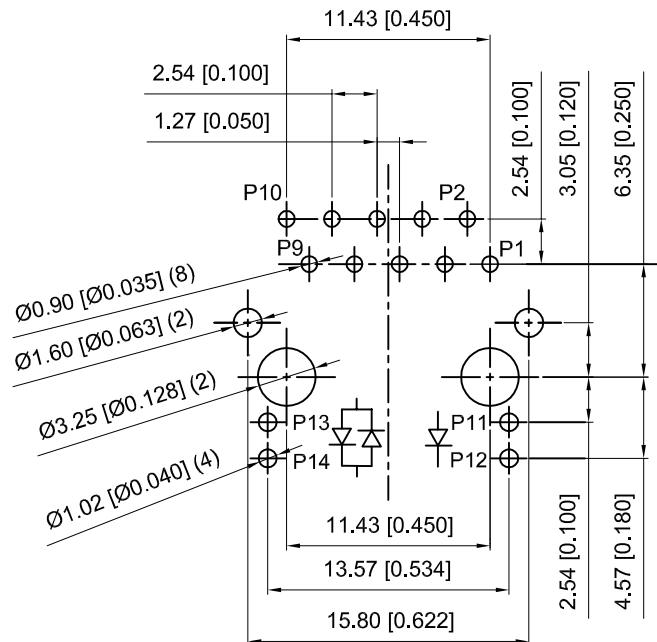 11.43 [0.450]
2.54 [0.100]
1.27 [0.050]
2.54 [0.100]
3.05 [0.120]
6.35 [0.250]
P10
P2
P9
P1
Ø0.90 [Ø0.035] (8)
Ø1.60 [Ø0.063] (2)
Ø3.25 [Ø0.128] (2)
Ø1.02 [Ø0.040] (4)
P13
P11
P14
P12
2.54 [0.100]
4.57 [0.180]
11.43 [0.450]
13.57 [0.534]
15.80 [0.622]